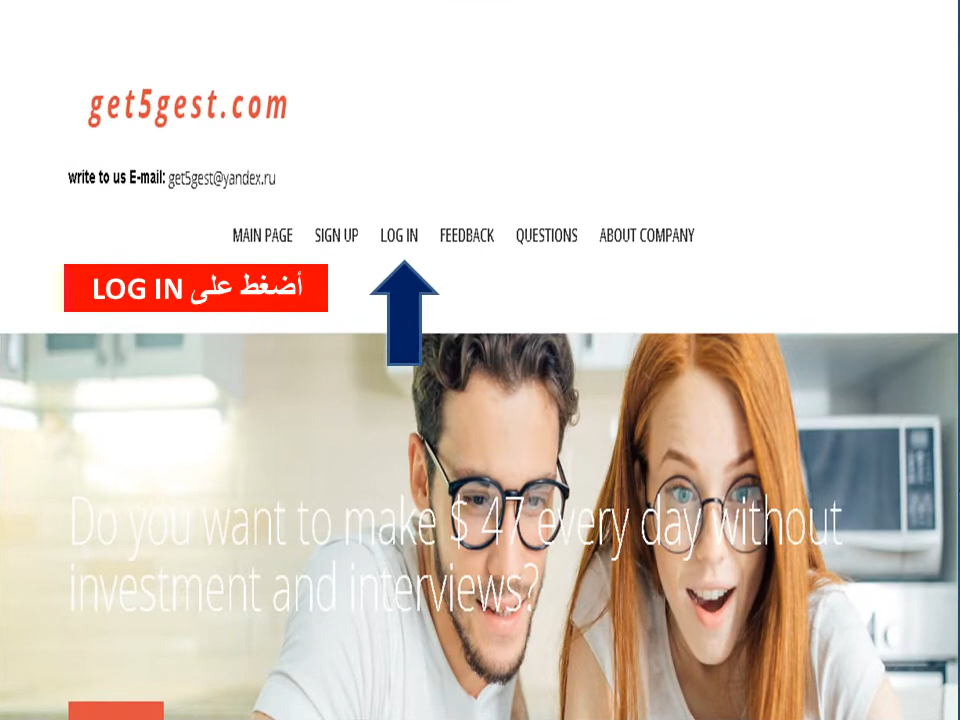 get5gest.com
write to us E-mail: get5gest@yandex.ru
MAIN PAGE SIGN UP LOG IN FEEDBACK QUESTIONS ABOUT COMPANY
أضغط على LOG IN
Do you want to make $ 47 every day without
investment and interviews?